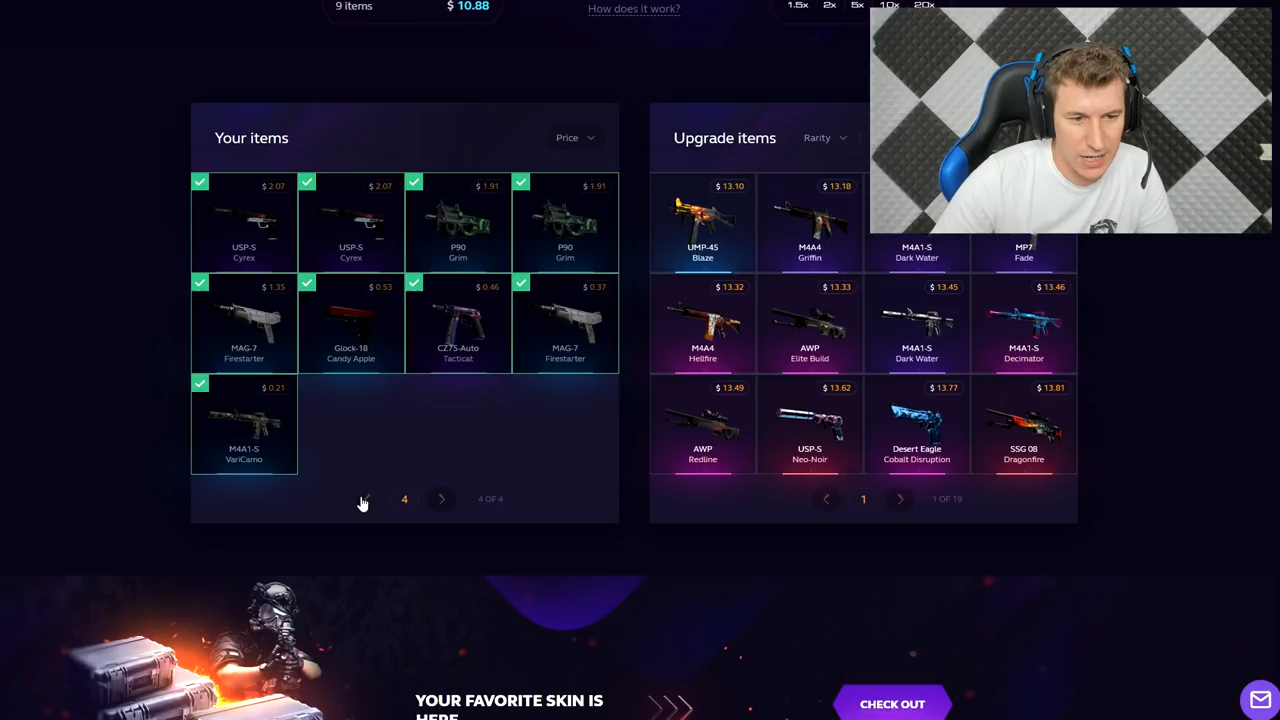 9 items
$ 10.88
How does it work?
1.5x 2x 5x 10x 20x
Your items
Price
$ 2.07
USP-S
Cyrex
$ 2.07
USP-S
Cyrex
$ 1.91
P90
Grim
$ 1.91
P90
Grim
$ 1.35
MAG-7
Firestarter
$ 0.53
Glock-18
Candy Apple
$ 0.46
CZ75-Auto
Tacticat
$ 0.37
MAG-7
Firestarter
$ 0.21
M4A1-S
VariCamo
4
4 OF 4
Upgrade items
Rarity
$ 13.10
UMP-45
Blaze
$ 13.18
M4A4
Griffin
M4A1-S
Dark Water
MP7
Fade
$ 13.32
M4A4
Hellfire
$ 13.33
AWP
Elite Build
$ 13.45
M4A1-S
Dark Water
$ 13.46
M4A1-S
Decimator
$ 13.49
AWP
Redline
$ 13.62
USP-S
Neo-Noir
$ 13.77
Desert Eagle
Cobalt Disruption
$ 13.81
SSG 08
Dragonfire
1
1 OF 19
YOUR FAVORITE SKIN IS
HERE
CHECK OUT